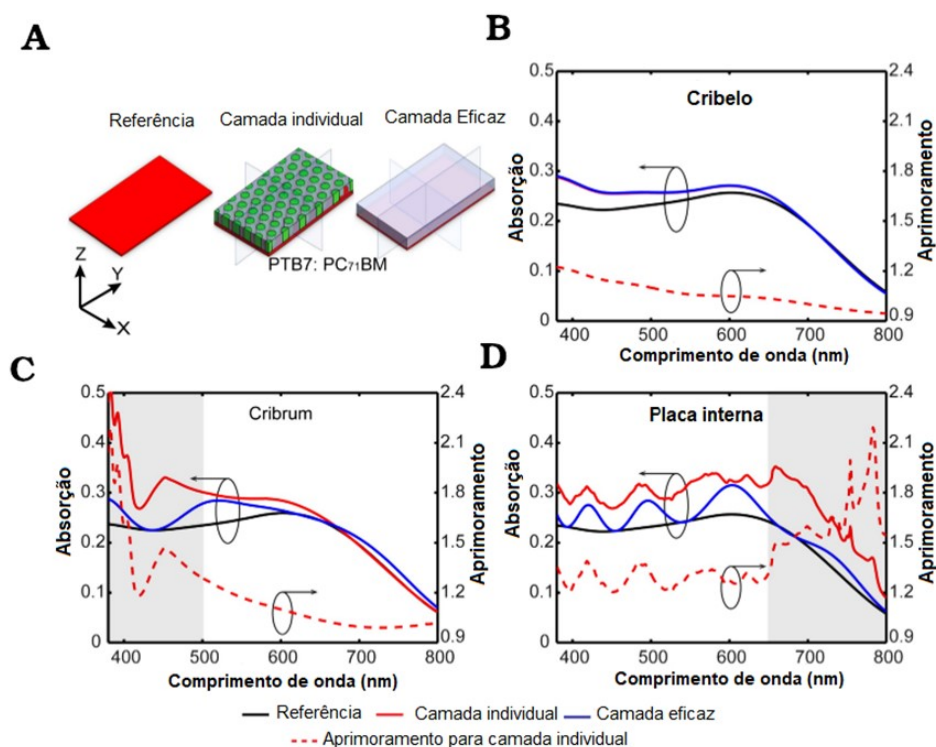 A
Referência
Camada individual
Camada Eficaz
PTB7: PC₇₁BM
Z
Y
X
B
Cribelo
Absorção
Aprimoramento
0.5
0.4
0.3
0.2
0.1
0
2.4
2.1
1.8
1.5
1.2
0.9
400 500 600 700 800
Comprimento de onda (nm)
C
Cribrum
Absorção
Aprimoramento
0.5
0.4
0.3
0.2
0.1
0
2.4
2.1
1.8
1.5
1.2
0.9
400 500 600 700 800
Comprimento de onda (nm)
D
Placa interna
Absorção
Aprimoramento
0.5
0.4
0.3
0.2
0.1
0
2.4
2.1
1.8
1.5
1.2
0.9
400 500 600 700 800
Comprimento de onda (nm)
Referência Camada individual Camada eficaz
Aprimoramento para camada individual